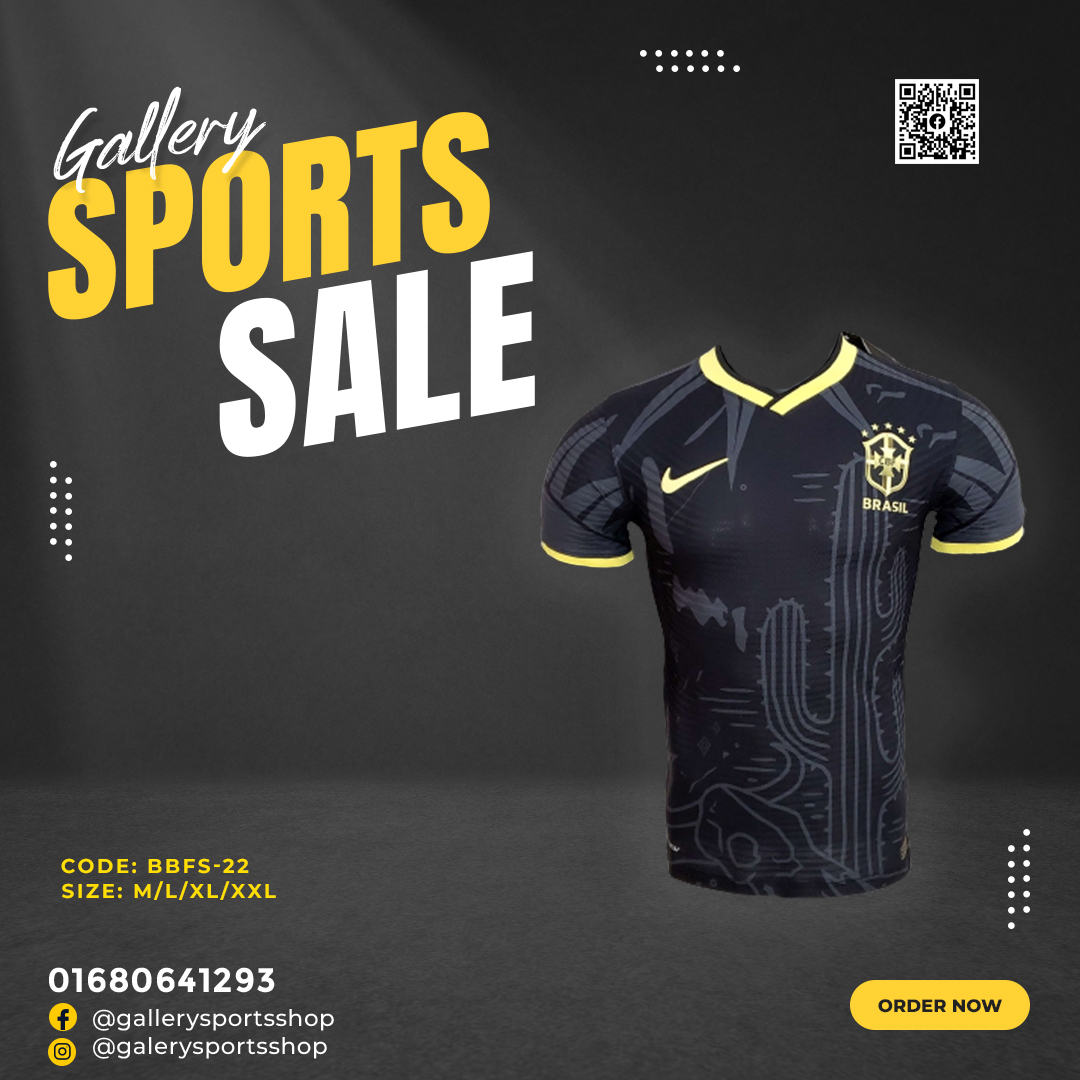 Gallery
SPORTS
SALE
BRASIL
CODE: BBFS-22
SIZE: M/L/XL/XXL
01680641293
@gallerysportsshop
@galerysportsshop
ORDER NOW